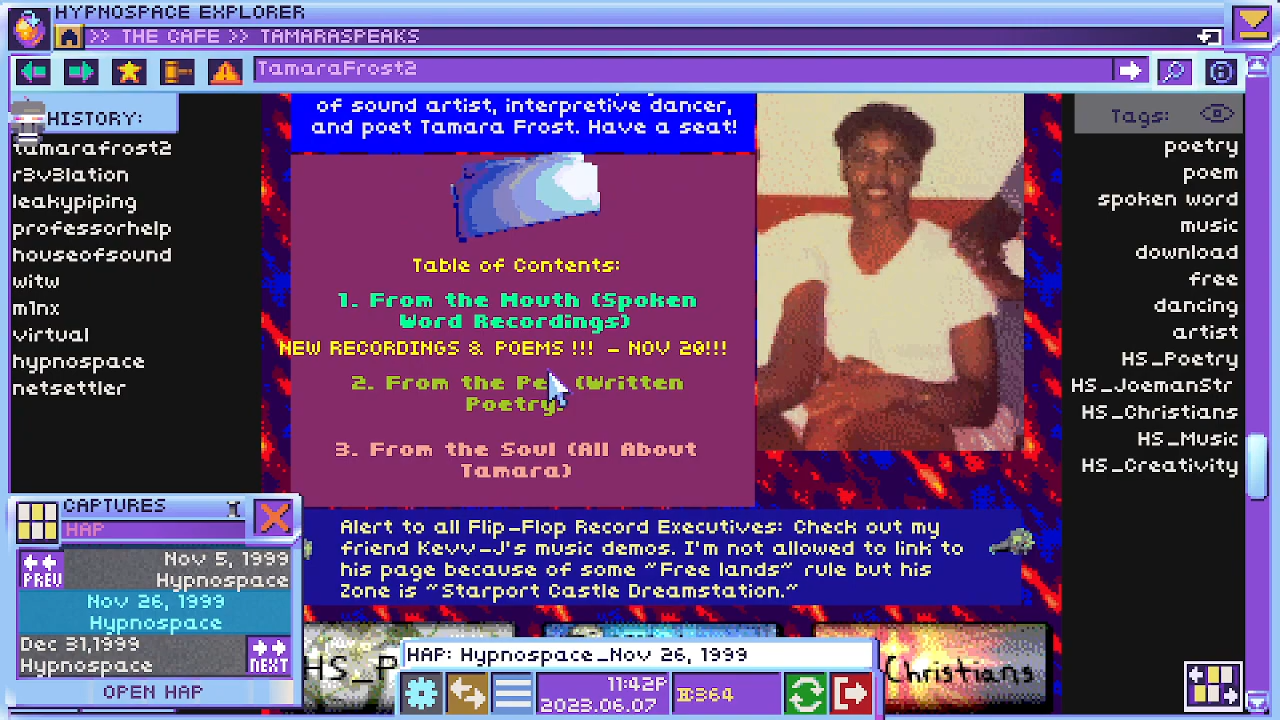 HYPNOSPACE EXPLORER
>> THE CAFE >> TAMARASPEAKS
TamaraFrost2
HISTORY:
tamarafrost2
r3v3lation
leakypiping
professorhelp
houseofsound
witw
m1nx
virtual
hypnospace
netsettler
of sound artist, interpretive dancer,
and poet Tamara Frost. Have a seat!
Table of Contents:
1. From the Mouth (Spoken
Word Recordings)
NEW RECORDINGS & POEMS !!! - NOV 20!!!
2. From the Pen (Written
Poetry)
3. From the Soul (All About
Tamara)
Alert to all Flip-Flop Record Executives: Check out my
friend Kevv-J's music demos. I'm not allowed to link to
his page because of some "Free lands" rule but his
Zone is "Starport Castle Dreamstation."
HS_P
Christians
Tags:
poetry
poem
spoken word
music
download
free
dancing
artist
HS_Poetry
HS_JoemanStr
HS_Christians
HS_Music
HS_Creativity
CAPTURES
HAP
PREV
Nov 5, 1999
Hypnospace
Nov 26, 1999
Hypnospace
Dec 31,1999
Hypnospace
NEXT
OPEN HAP
HAP: Hypnospace_Nov 26, 1999
11:42P
2023.06.07
364